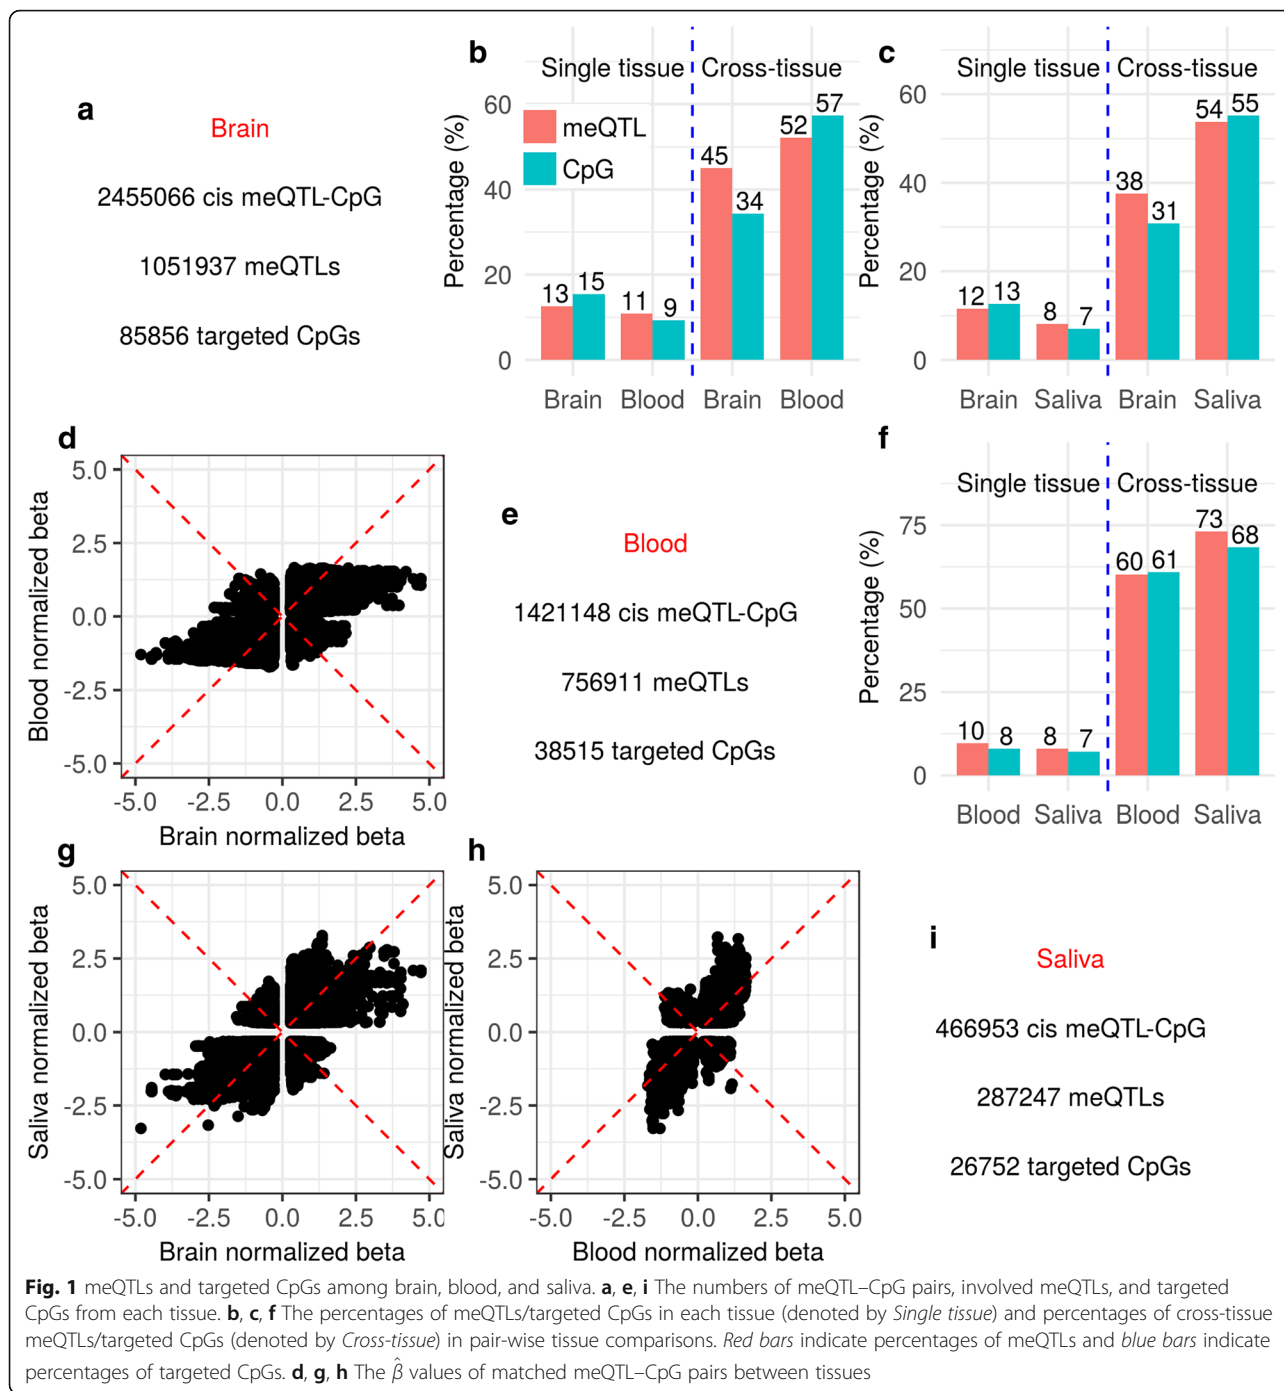 a
Brain
2455066 cis meQTL-CpG
1051937 meQTLs
85856 targeted CpGs
b
Single tissue
Cross-tissue
meQTL
CpG
Percentage (%)
60
40
20
0
13
15
11
9
45
34
52
57
Brain
Blood
Brain
Blood
c
Single tissue
Cross-tissue
Percentage (%)
60
40
20
0
12
13
8
7
38
31
54
55
Brain
Saliva
Brain
Saliva
d
Blood normalized beta
5.0
2.5
0.0
-2.5
-5.0
-5.0
-2.5
0.0
2.5
5.0
Brain normalized beta
e
Blood
1421148 cis meQTL-CpG
756911 meQTLs
38515 targeted CpGs
f
Single tissue
Cross-tissue
Percentage (%)
75
50
25
0
10
8
8
7
60
61
73
68
Blood
Saliva
Blood
Saliva
g
Saliva normalized beta
5.0
2.5
0.0
-2.5
-5.0
-5.0
-2.5
0.0
2.5
5.0
Brain normalized beta
h
Saliva normalized beta
5.0
2.5
0.0
-2.5
-5.0
-5.0
-2.5
0.0
2.5
5.0
Blood normalized beta
i
Saliva
466953 cis meQTL-CpG
287247 meQTLs
26752 targeted CpGs
Fig. 1 meQTLs and targeted CpGs among brain, blood, and saliva. a, e, i The numbers of meQTL–CpG pairs, involved meQTLs, and targeted
CpGs from each tissue. b, c, f The percentages of meQTLs/targeted CpGs in each tissue (denoted by Single tissue) and percentages of cross-tissue
meQTLs/targeted CpGs (denoted by Cross-tissue) in pair-wise tissue comparisons. Red bars indicate percentages of meQTLs and blue bars indicate
percentages of targeted CpGs. d, g, h The β̂ values of matched meQTL–CpG pairs between tissues